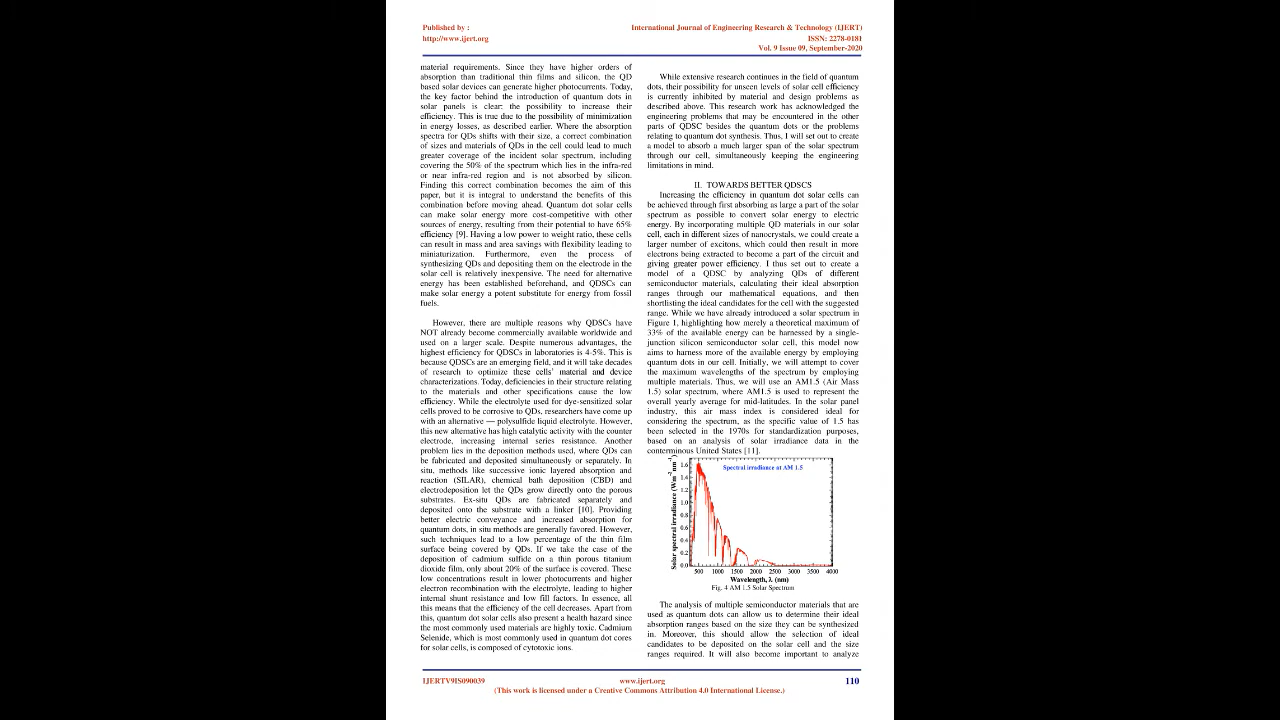 Published by :
http://www.ijert.org
International Journal of Engineering Research & Technology (IJERT)
ISSN: 2278-0181
Vol. 9 Issue 09, September-2020
material requirements. Since they have higher orders of
absorption than traditional thin films and silicon, the QD
based solar devices can generate higher photocurrents. Today,
the key factor behind the introduction of quantum dots in
solar panels is clear: the possibility to increase their
efficiency. This is true due to the possibility of minimization
in energy losses, as described earlier. Where the absorption
spectra for QDs shifts with their size, a correct combination
of sizes and materials of QDs in the cell could lead to much
greater coverage of the incident solar spectrum, including
covering the 50% of the spectrum which lies in the infra-red
or near infra-red region and is not absorbed by silicon.
Finding this correct combination becomes the aim of this
paper, but it is integral to understand the benefits of this
combination before moving ahead. Quantum dot solar cells
can make solar energy more cost-competitive with other
sources of energy, resulting from their potential to have 65%
efficiency [9]. Having a low power to weight ratio, these cells
can result in mass and area savings with flexibility leading to
miniaturization. Furthermore, even the process of
synthesizing QDs and depositing them on the electrode in the
solar cell is relatively inexpensive. The need for alternative
energy has been established beforehand, and QDSCs can
make solar energy a potent substitute for energy from fossil
fuels.
However, there are multiple reasons why QDSCs have
NOT already become commercially available worldwide and
used on a larger scale. Despite numerous advantages, the
highest efficiency for QDSCs in laboratories is 4-5%. This is
because QDSCs are an emerging field, and it will take decades
of research to optimize these cells' material and device
characterizations. Today, deficiencies in their structure relating
to the materials and other specifications cause the low
efficiency. While the electrolyte used for dye-sensitized solar
cells proved to be corrosive to QDs, researchers have come up
with an alternative — polysulfide liquid electrolyte. However,
this new alternative has high catalytic activity with the counter
electrode, increasing internal series resistance. Another
problem lies in the deposition methods used, where QDs can
be fabricated and deposited simultaneously or separately. In
situ, methods like successive ionic layered absorption and
reaction (SILAR), chemical bath deposition (CBD) and
electrodeposition let the QDs grow directly onto the porous
substrates. Ex-situ QDs are fabricated separately and
deposited onto the substrate with a linker [10]. Providing
better electric conveyance and increased absorption for
quantum dots, in situ methods are generally favored. However,
such techniques lead to a low percentage of the thin film
surface being covered by QDs. If we take the case of the
deposition of cadmium sulfide on a thin porous titanium
dioxide film, only about 20% of the surface is covered. These
low concentrations result in lower photocurrents and higher
electron recombination with the electrolyte, leading to higher
internal shunt resistance and low fill factors. In essence, all
this means that the efficiency of the cell decreases. Apart from
this, quantum dot solar cells also present a health hazard since
the most commonly used materials are highly toxic. Cadmium
Selenide, which is most commonly used in quantum dot cores
for solar cells, is composed of cytotoxic ions.
While extensive research continues in the field of quantum
dots, their possibility for unseen levels of solar cell efficiency
is currently inhibited by material and design problems as
described above. This research work has acknowledged the
engineering problems that may be encountered in the other
parts of QDSC besides the quantum dots or the problems
relating to quantum dot synthesis. Thus, I will set out to create
a model to absorb a much larger span of the solar spectrum
through our cell, simultaneously keeping the engineering
limitations in mind.
II. TOWARDS BETTER QDSCS
Increasing the efficiency in quantum dot solar cells can
be achieved through first absorbing as large a part of the solar
spectrum as possible to convert solar energy to electric
energy. By incorporating multiple QD materials in our solar
cell, each in different sizes of nanocrystals, we could create a
larger number of excitons, which could then result in more
electrons being extracted to become a part of the circuit and
giving greater power efficiency. I thus set out to create a
model of a QDSC by analyzing QDs of different
semiconductor materials, calculating their ideal absorption
ranges through our mathematical equations, and then
shortlisting the ideal candidates for the cell with the suggested
range. While we have already introduced a solar spectrum in
Figure 1, highlighting how merely a theoretical maximum of
33% of the available energy can be harnessed by a single-
junction silicon semiconductor solar cell, this model now
aims to harness more of the available energy by employing
quantum dots in our cell. Initially, we will attempt to cover
the maximum wavelengths of the spectrum by employing
multiple materials. Thus, we will use an AM1.5 (Air Mass
1.5) solar spectrum, where AM1.5 is used to represent the
overall yearly average for mid-latitudes. In the solar panel
industry, this air mass index is considered ideal for
considering the spectrum, as the specific value of 1.5 has
been selected in the 1970s for standardization purposes,
based on an analysis of solar irradiance data in the
conterminous United States [11].
Spectral irradiance at AM 1.5
Solar spectral irradiance (Wm⁻² nm⁻¹)
1.6
1.4
1.2
1.0
0.8
0.6
0.4
0.2
0.0
500 1000 1500 2000 2500 3000 3500 4000
Wavelength, λ (nm)
Fig. 4 AM 1.5 Solar Spectrum
The analysis of multiple semiconductor materials that are
used as quantum dots can allow us to determine their ideal
absorption ranges based on the size they can be synthesized
in. Moreover, this should allow the selection of ideal
candidates to be deposited on the solar cell and the size
ranges required. It will also become important to analyze
IJERTV9IS090039
www.ijert.org
110
(This work is licensed under a Creative Commons Attribution 4.0 International License.)